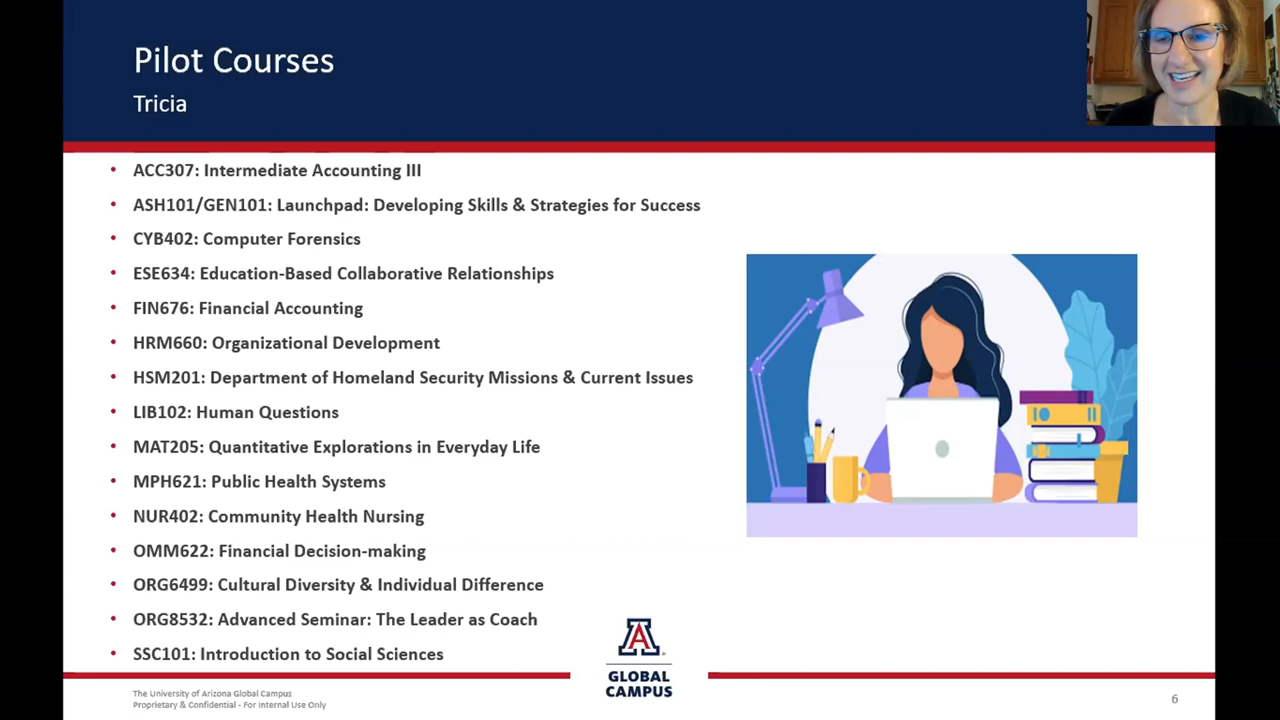 Pilot Courses
Tricia
• ACC307: Intermediate Accounting III
• ASH101/GEN101: Launchpad: Developing Skills & Strategies for Success
• CYB402: Computer Forensics
• ESE634: Education-Based Collaborative Relationships
• FIN676: Financial Accounting
• HRM660: Organizational Development
• HSM201: Department of Homeland Security Missions & Current Issues
• LIB102: Human Questions
• MAT205: Quantitative Explorations in Everyday Life
• MPH621: Public Health Systems
• NUR402: Community Health Nursing
• OMM622: Financial Decision-making
• ORG6499: Cultural Diversity & Individual Difference
• ORG8532: Advanced Seminar: The Leader as Coach
• SSC101: Introduction to Social Sciences
A
GLOBAL
CAMPUS
The University of Arizona Global Campus
Proprietary & Confidential - For Internal Use Only
6